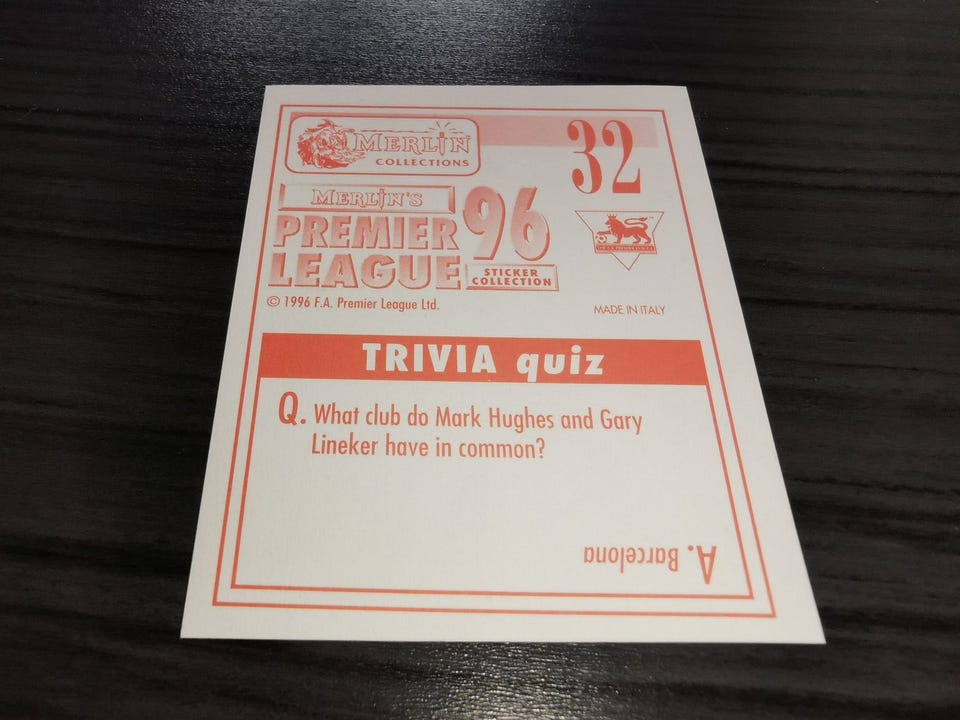 MERLIN
COLLECTIONS
32
MERLIN'S
PREMIER
LEAGUE
96
STICKER
COLLECTION
© 1996 F.A. Premier League Ltd.
MADE IN ITALY
TRIVIA quiz
Q. What club do Mark Hughes and Gary
Lineker have in common?
A. Barcelona